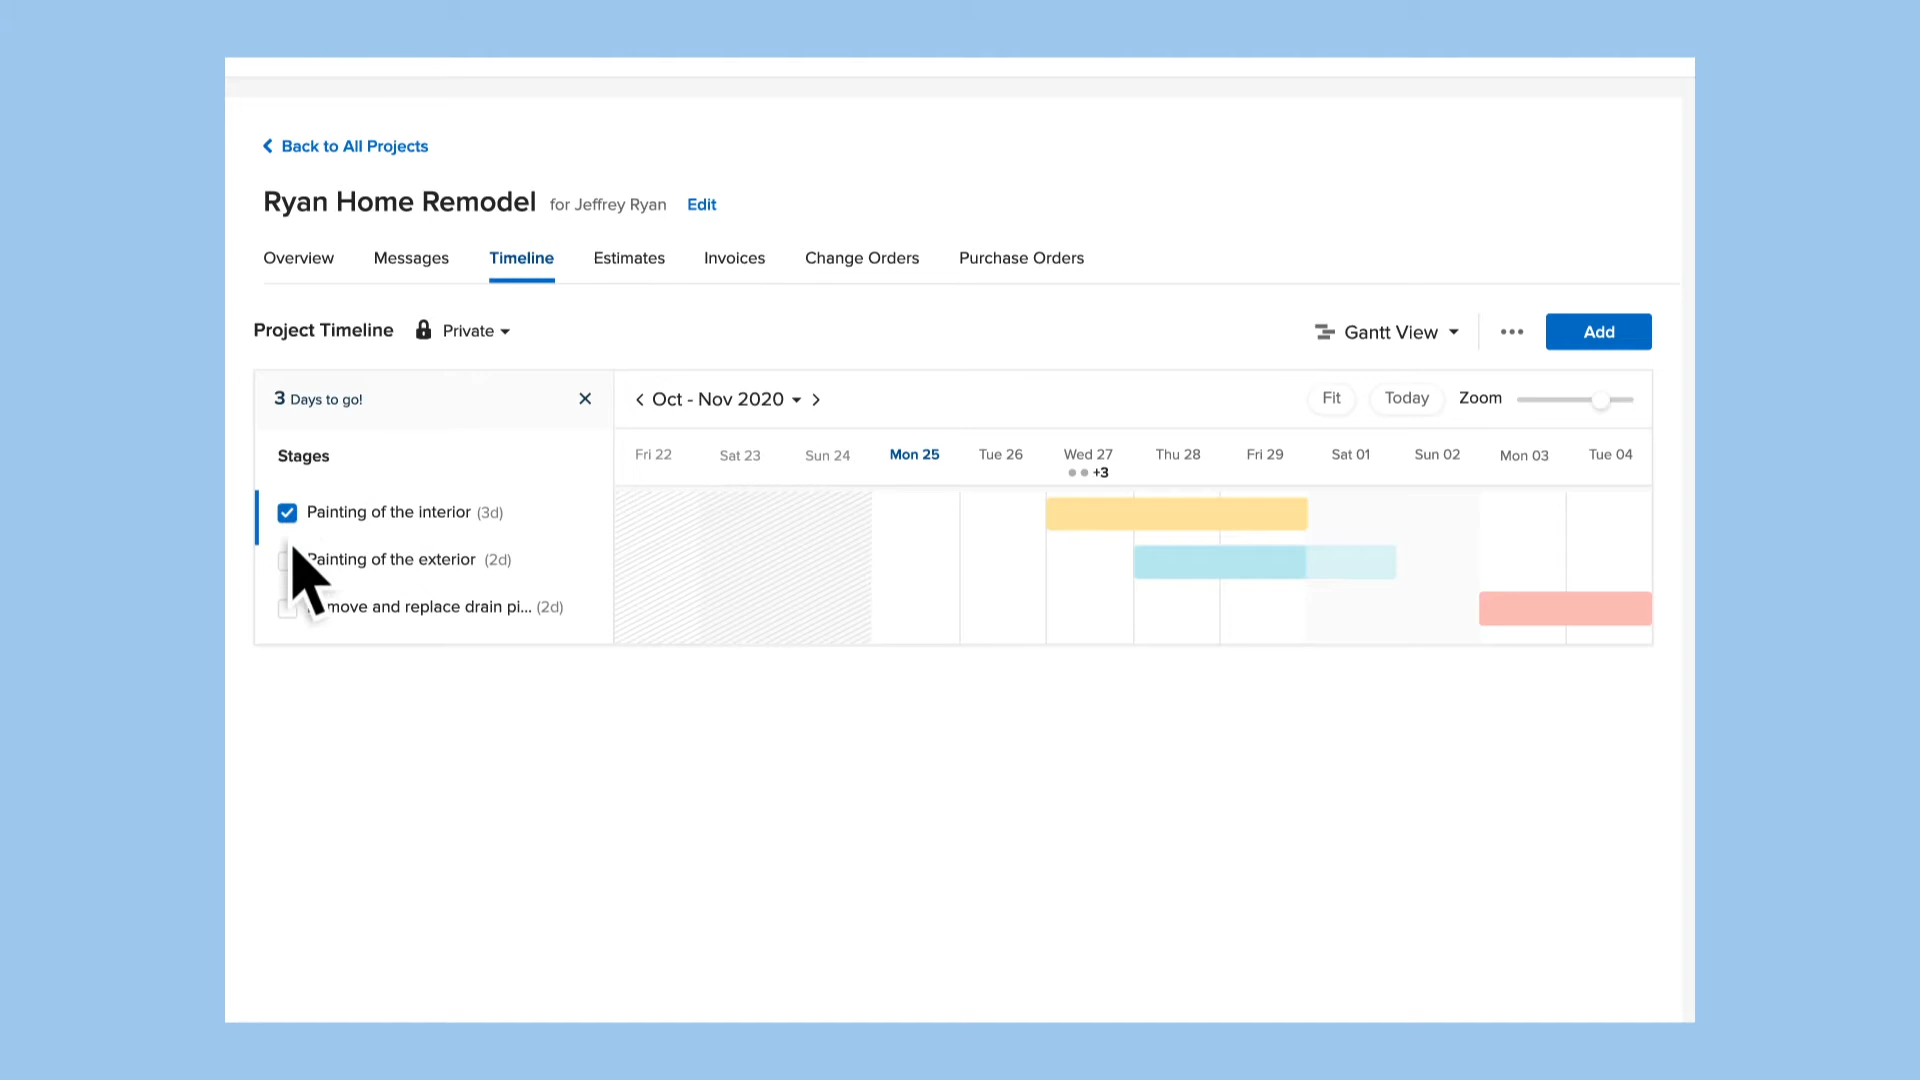 Back to All Projects
Ryan Home Remodel for Jeffrey Ryan Edit
Overview Messages Timeline Estimates Invoices Change Orders Purchase Orders
Project Timeline Private Gantt View Add
3 Days to go! Oct - Nov 2020 Fit Today Zoom
Stages Fri 22 Sat 23 Sun 24 Mon 25 Tue 26 Wed 27 Thu 28 Fri 29 Sat 01 Sun 02 Mon 03 Tue 04
+3
Painting of the interior (3d)
Painting of the exterior (2d)
move and replace drain pi... (2d)